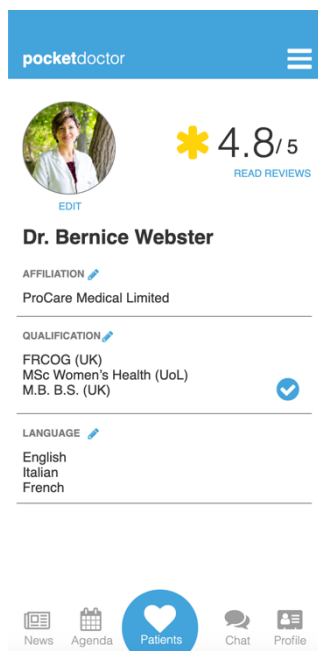 pocketdoctor
4.8/5
READ REVIEWS
EDIT
Dr. Bernice Webster
AFFILIATION
ProCare Medical Limited
QUALIFICATION
FRCOG (UK)
MSc Women's Health (UoL)
M.B. B.S. (UK)
LANGUAGE
English
Italian
French
News Agenda Patients Chat Profile